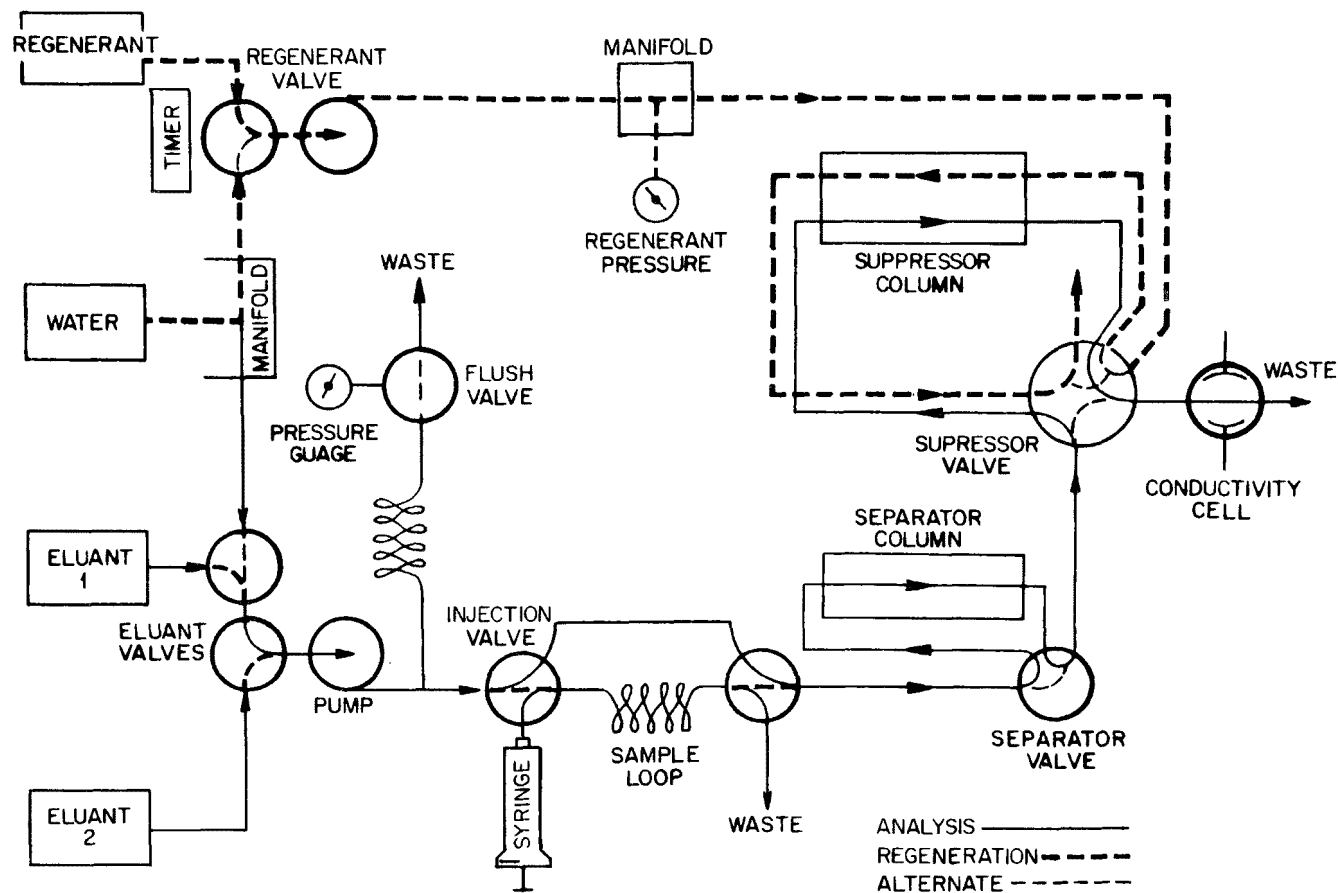 REGENERANT
REGENERANT
VALVE
TIMER
MANIFOLD
REGENERANT
PRESSURE
WASTE
WATER
MANIFOLD
FLUSH
VALVE
PRESSURE
GUAGE
SUPPRESSOR
COLUMN
SUPRESSOR
VALVE
WASTE
CONDUCTIVITY
CELL
ELUANT
1
ELUANT
VALVES
PUMP
INJECTION
VALVE
SEPARATOR
COLUMN
SAMPLE
LOOP
SEPARATOR
VALVE
ELUANT
2
SYRINGE
WASTE
ANALYSIS
REGENERATION
ALTERNATE